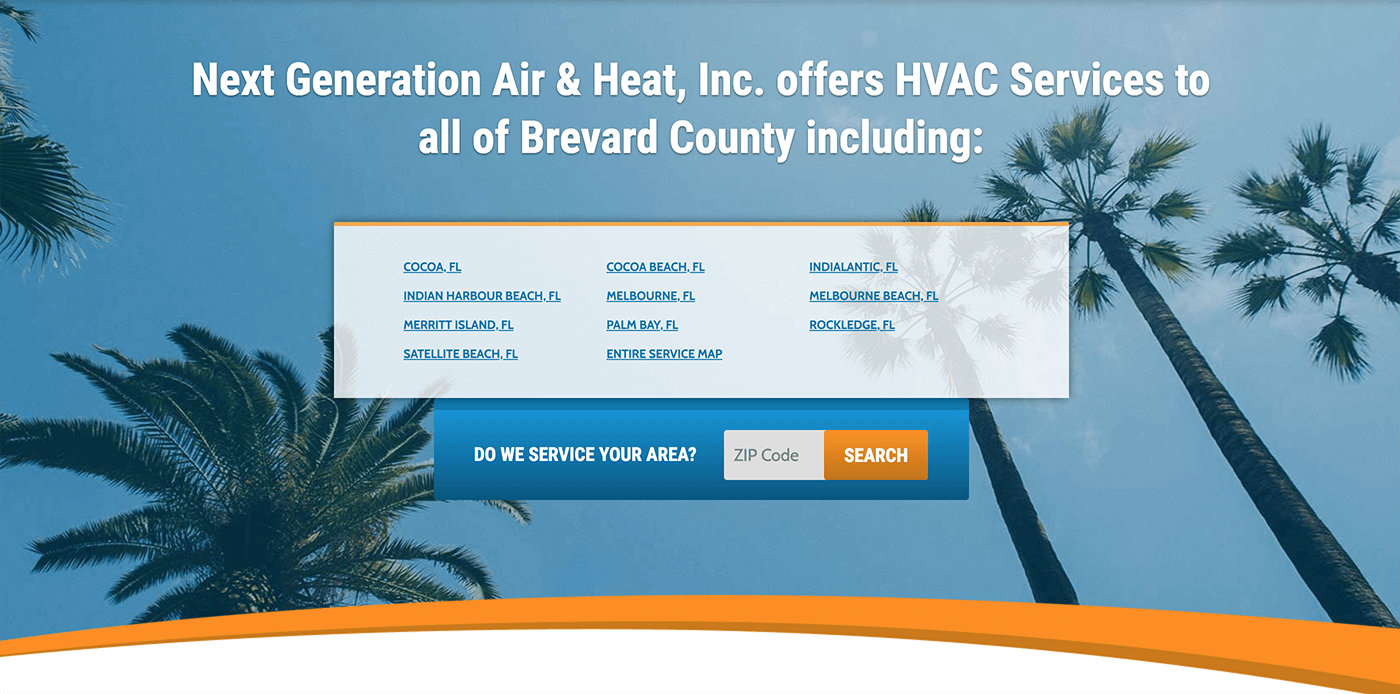 Next Generation Air & Heat, Inc. offers HVAC Services to
all of Brevard County including:
COCOA, FL
COCOA BEACH, FL
INDIALANTIC, FL
INDIAN HARBOUR BEACH, FL
MELBOURNE, FL
MELBOURNE BEACH, FL
MERRITT ISLAND, FL
PALM BAY, FL
ROCKLEDGE, FL
SATELLITE BEACH, FL
ENTIRE SERVICE MAP
DO WE SERVICE YOUR AREA?
ZIP Code
SEARCH